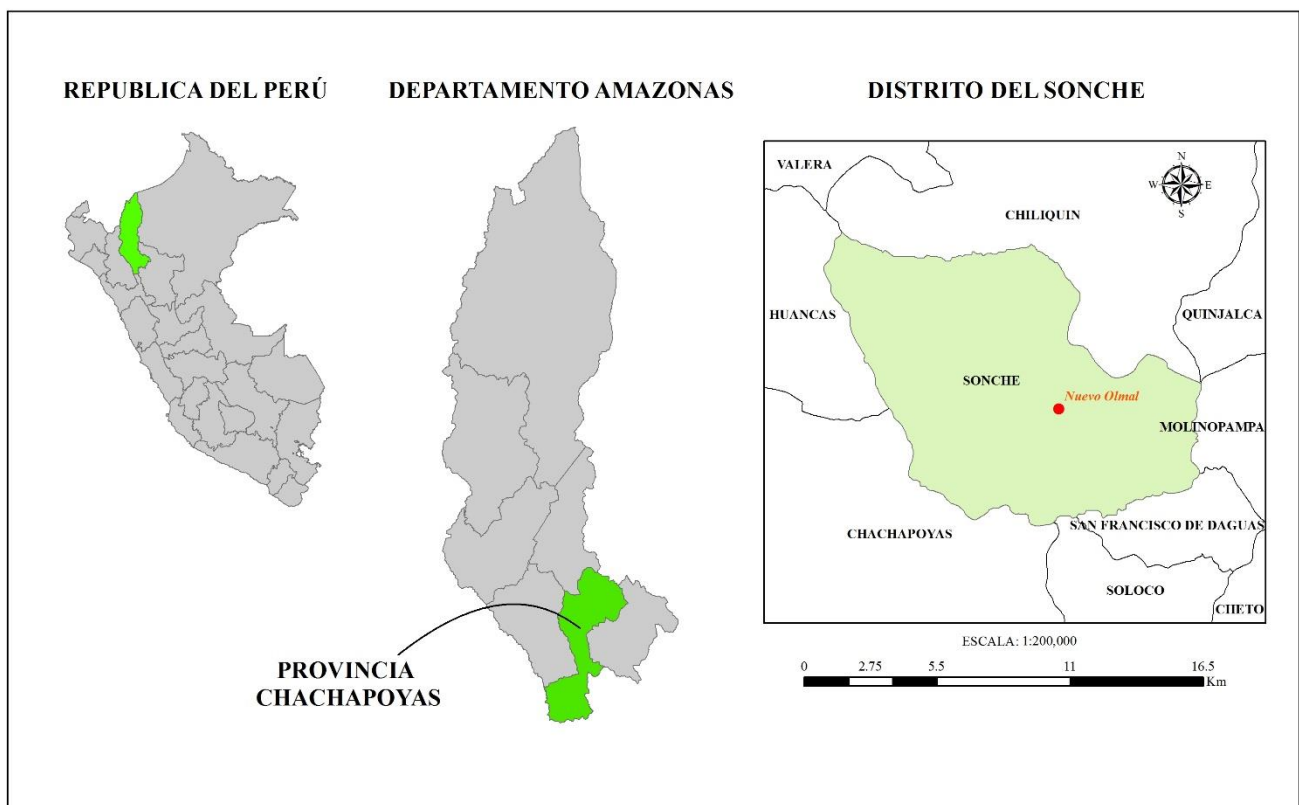 REPUBLICA DEL PERÚ
DEPARTAMENTO AMAZONAS
DISTRITO DEL SONCHE
PROVINCIA
CHACHAPOYAS
VALERA
N
W
E
S
CHILIQUIN
HUANCAS
QUINJALCA
SONCHE
Nuevo Olmal
MOLINOPAMPA
CHACHAPOYAS
SAN FRANCISCO DE DAGUAS
SOLOCO
CHETO
ESCALA: 1:200,000
0 2.75 5.5 11 16.5
Km